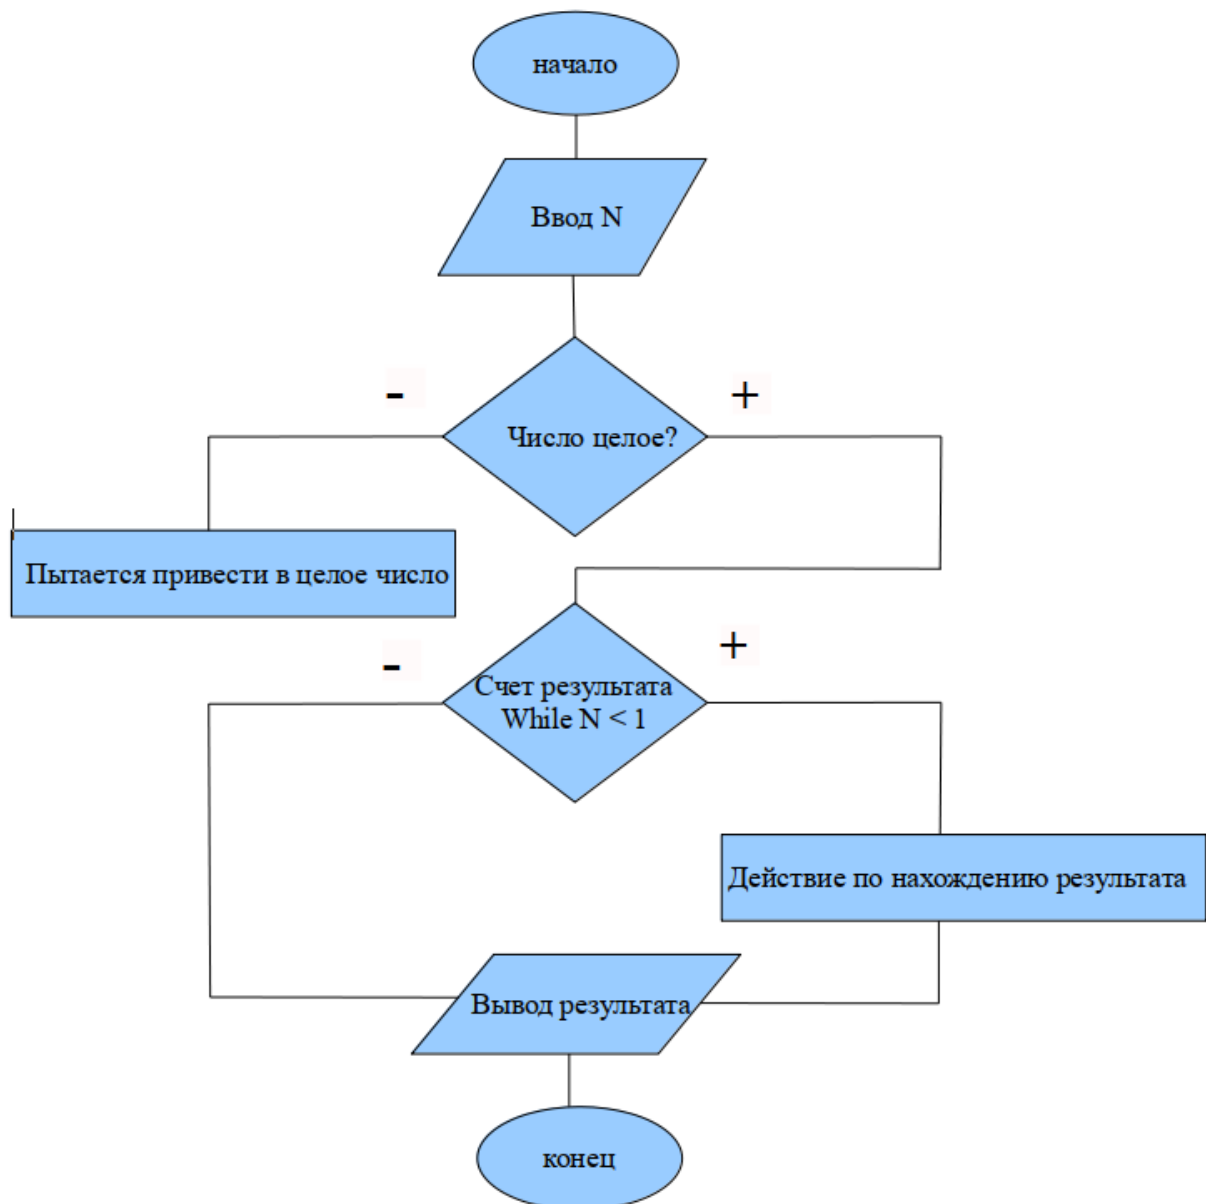 начало
Ввод N
-
+
Число целое?
Пытается привести в целое число
-
+
Счет результата
While N < 1
Действие по нахождению результата
Вывод результата
конец